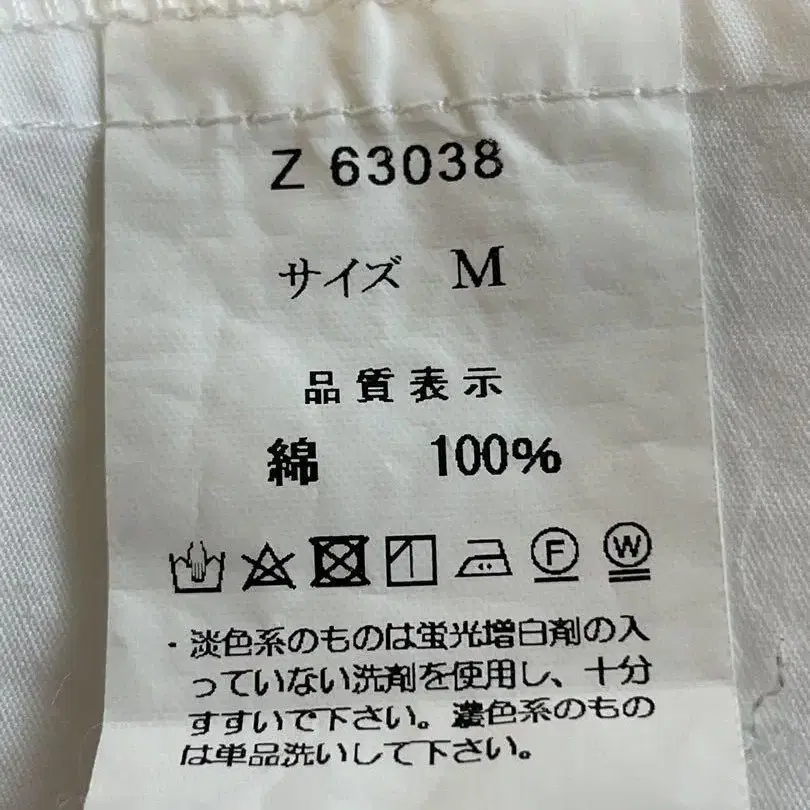 Z 63038
サイズ M
品質表示
綿 100%
F W
・淡色系のものは蛍光増白剤の入
っていない洗剤を使用し、十分
すすいで下さい。濃色系のもの
は単品洗いして下さい。